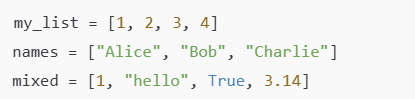 my_list = [1, 2, 3, 4]
names = ["Alice", "Bob", "Charlie"]
mixed = [1, "hello", True, 3.14]